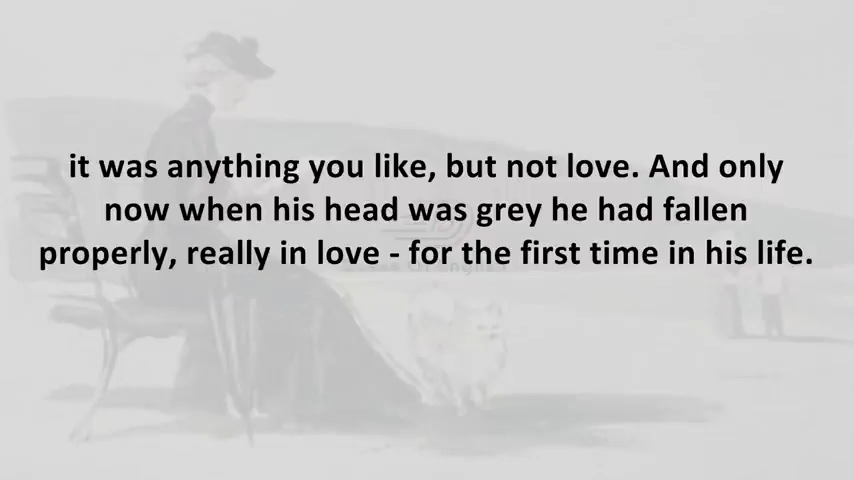 it was anything you like, but not love. And only
now when his head was grey he had fallen
properly, really in love - for the first time in his life.